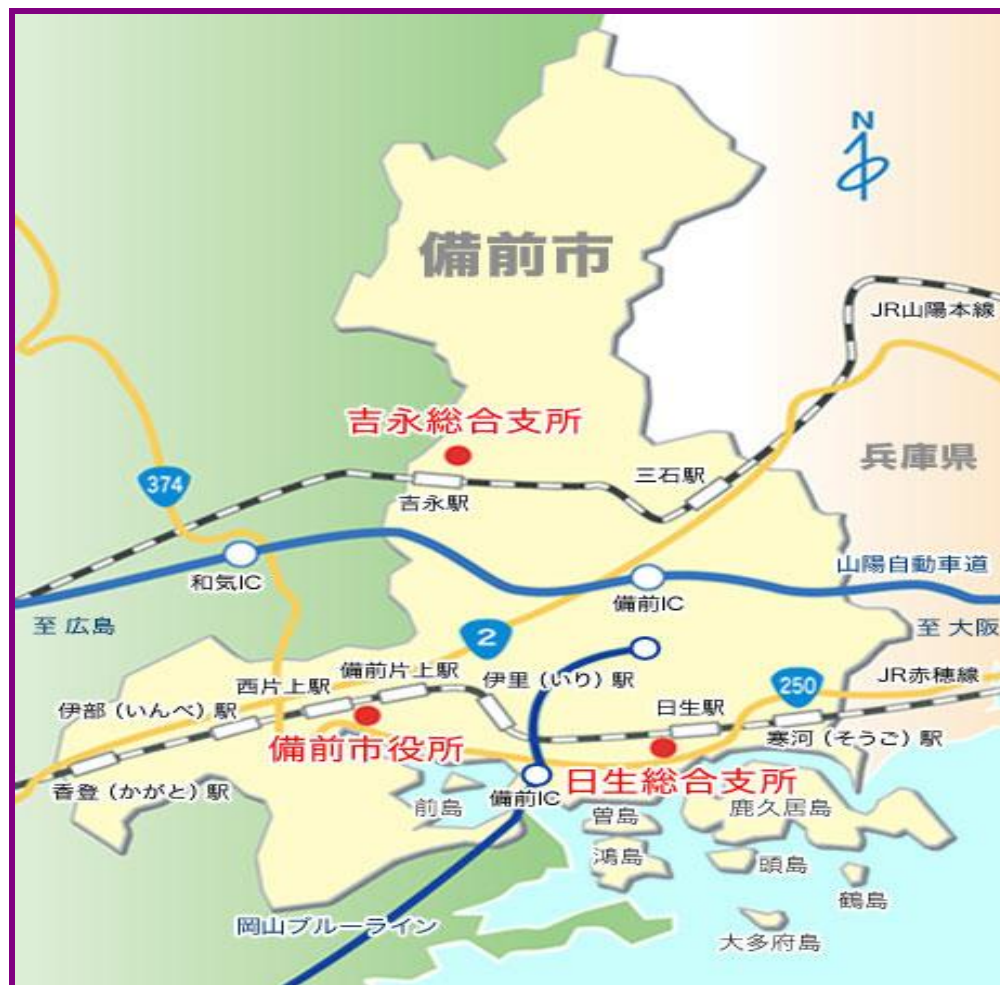 N
備前市
JR山陽本線
吉永総合支所
兵庫県
三石駅
374
吉永駅
山陽自動車道
和気IC
備前IC
至 広島
至 大阪
2
備前片上駅
伊里（いり）駅
JR赤穂線
西片上駅
250
伊部（いんべ）駅
日生駅
備前市役所
寒河（そうご）駅
香登（かがと）駅
日生総合支所
前島
備前IC
曽島
鹿久居島
鴻島
頭島
鶴島
岡山ブルーライン
大多府島